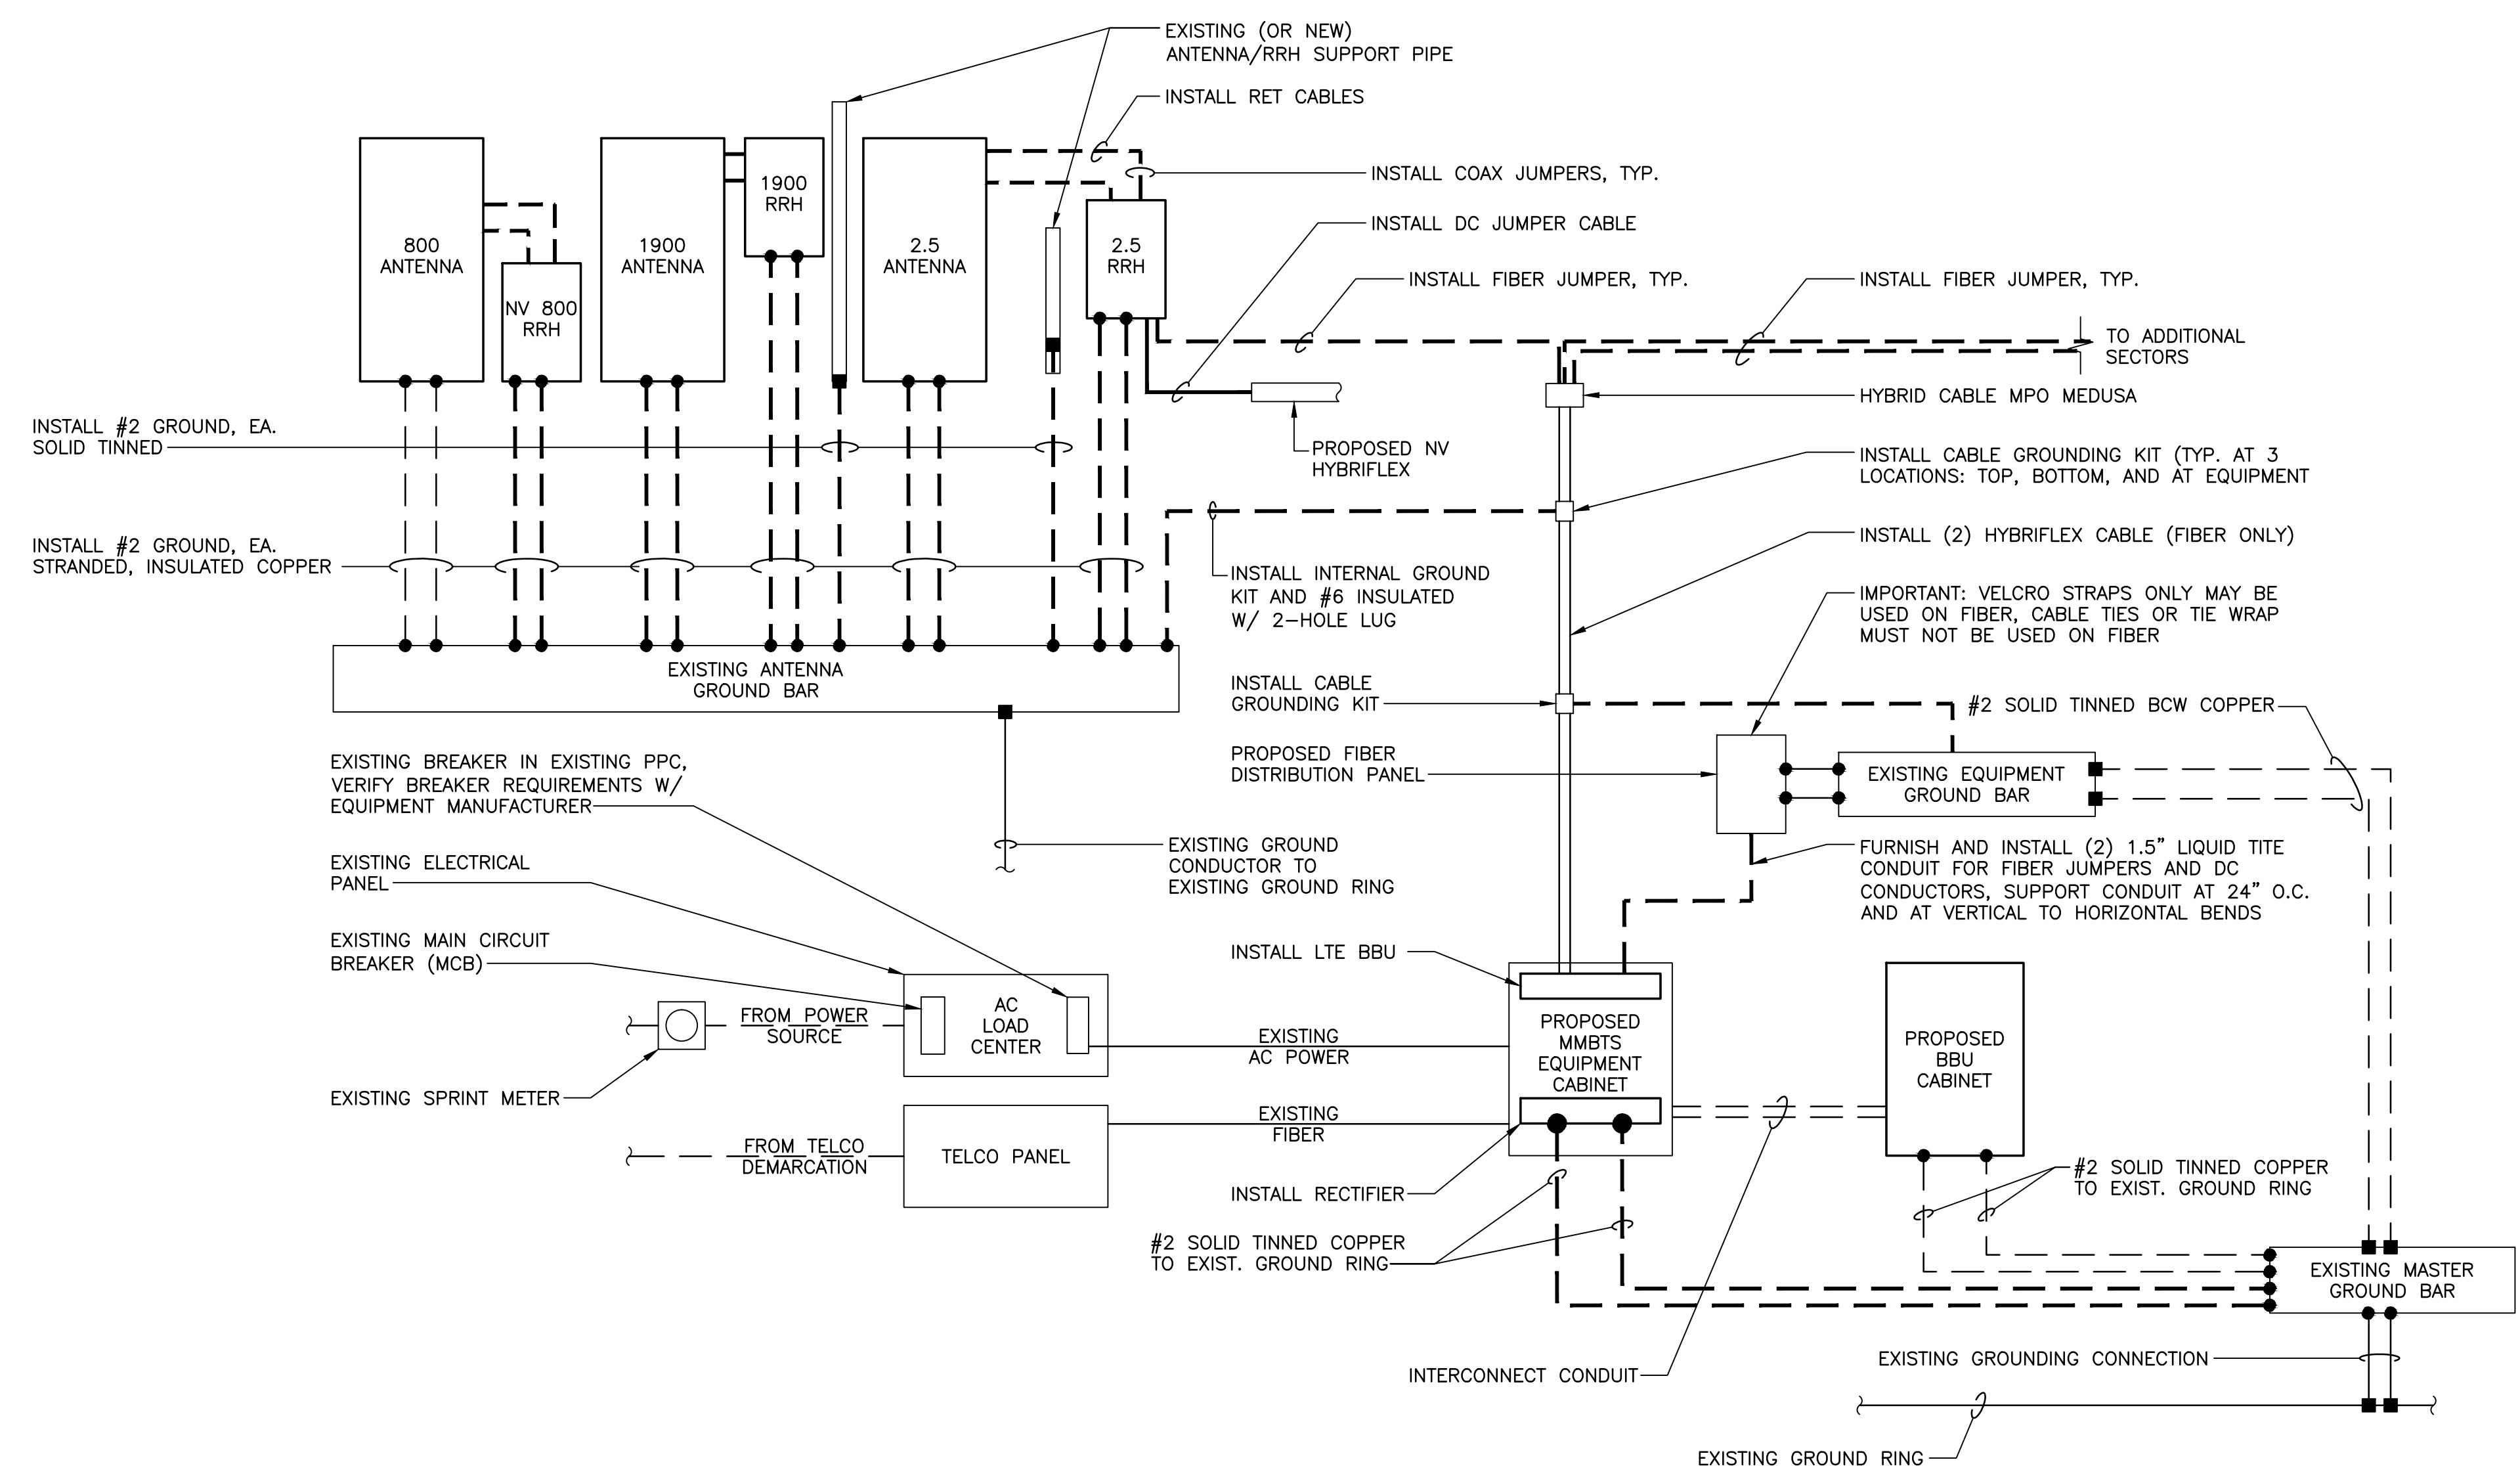 EXISTING (OR NEW)
ANTENNA/RRH SUPPORT PIPE
INSTALL RET CABLES
INSTALL COAX JUMPERS, TYP.
INSTALL DC JUMPER CABLE
INSTALL FIBER JUMPER, TYP.
INSTALL FIBER JUMPER, TYP.
TO ADDITIONAL
SECTORS
800
ANTENNA
NV 800
RRH
1900
ANTENNA
1900
RRH
2.5
ANTENNA
2.5
RRH
HYBRID CABLE MPO MEDUSA
INSTALL #2 GROUND, EA.
SOLID TINNED
PROPOSED NV
HYBRIFLEX
INSTALL CABLE GROUNDING KIT (TYP. AT 3
LOCATIONS: TOP, BOTTOM, AND AT EQUIPMENT
INSTALL (2) HYBRIFLEX CABLE (FIBER ONLY)
INSTALL #2 GROUND, EA.
STRANDED, INSULATED COPPER
INSTALL INTERNAL GROUND
KIT AND #6 INSULATED
W/ 2-HOLE LUG
IMPORTANT: VELCRO STRAPS ONLY MAY BE
USED ON FIBER, CABLE TIES OR TIE WRAP
MUST NOT BE USED ON FIBER
EXISTING ANTENNA
GROUND BAR
INSTALL CABLE
GROUNDING KIT
#2 SOLID TINNED BCW COPPER
EXISTING BREAKER IN EXISTING PPC,
VERIFY BREAKER REQUIREMENTS W/
EQUIPMENT MANUFACTURER
PROPOSED FIBER
DISTRIBUTION PANEL
EXISTING EQUIPMENT
GROUND BAR
EXISTING ELECTRICAL
PANEL
EXISTING GROUND
CONDUCTOR TO
EXISTING GROUND RING
FURNISH AND INSTALL (2) 1.5" LIQUID TITE
CONDUIT FOR FIBER JUMPERS AND DC
CONDUCTORS, SUPPORT CONDUIT AT 24" O.C.
AND AT VERTICAL TO HORIZONTAL BENDS
EXISTING MAIN CIRCUIT
BREAKER (MCB)
INSTALL LTE BBU
FROM POWER
SOURCE
AC
LOAD
CENTER
EXISTING
AC POWER
PROPOSED
MMBTS
EQUIPMENT
CABINET
PROPOSED
BBU
CABINET
EXISTING SPRINT METER
EXISTING
FIBER
FROM TELCO
DEMARCATION
TELCO PANEL
INSTALL RECTIFIER
#2 SOLID TINNED COPPER
TO EXIST. GROUND RING
#2 SOLID TINNED COPPER
TO EXIST. GROUND RING
EXISTING MASTER
GROUND BAR
INTERCONNECT CONDUIT
EXISTING GROUNDING CONNECTION
EXISTING GROUND RING